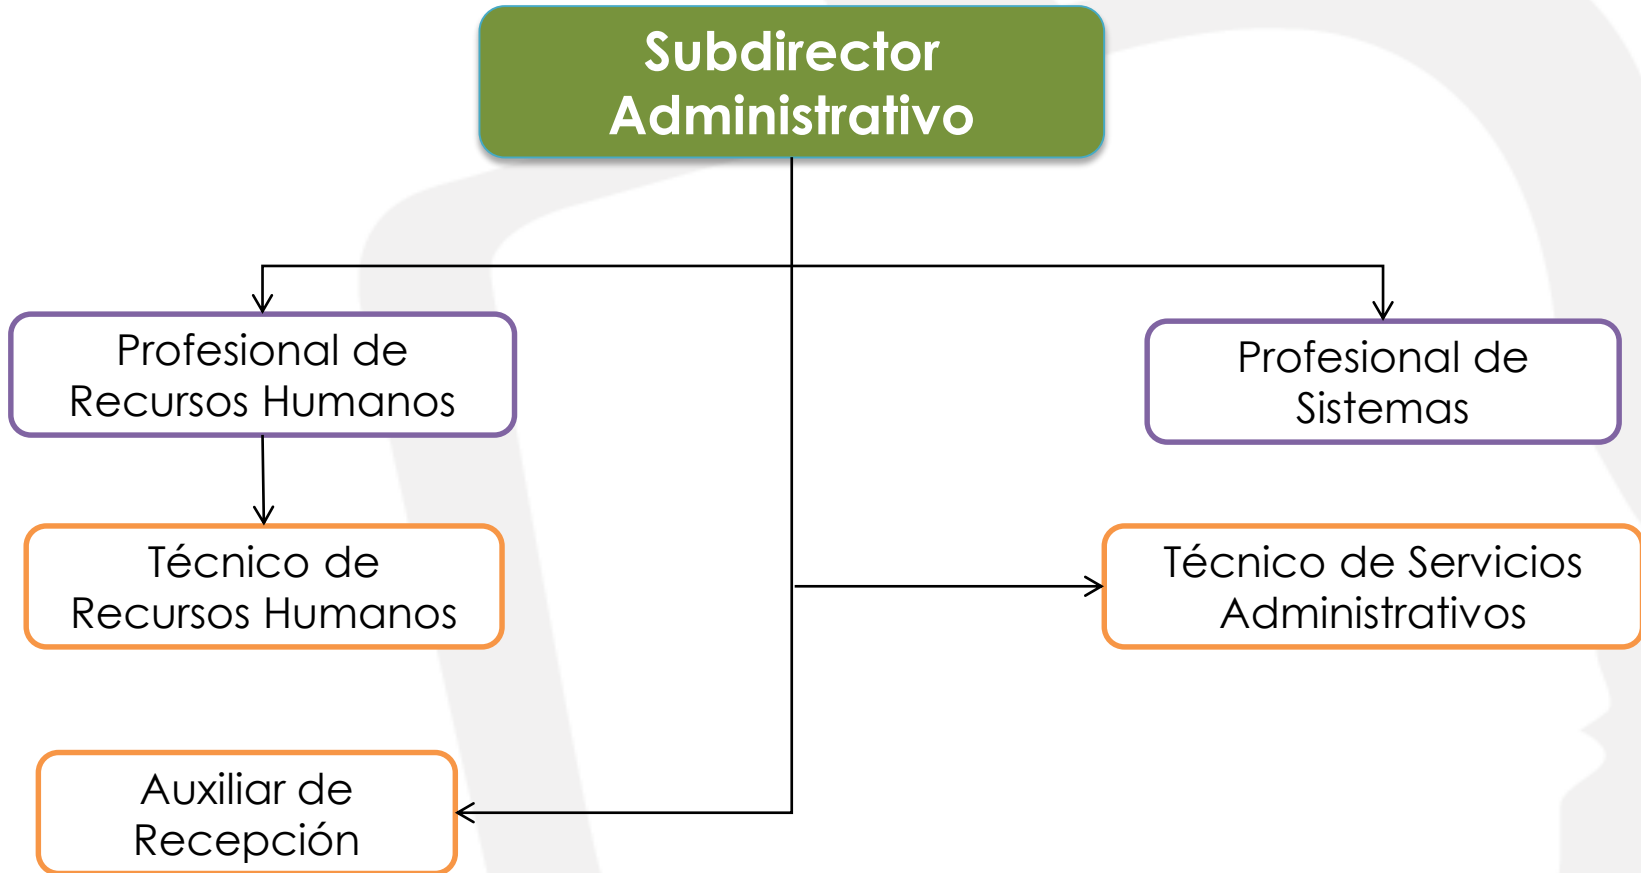 Subdirector
Administrativo
Profesional de
Recursos Humanos
Profesional de
Sistemas
Técnico de
Recursos Humanos
Técnico de Servicios
Administrativos
Auxiliar de
Recepción